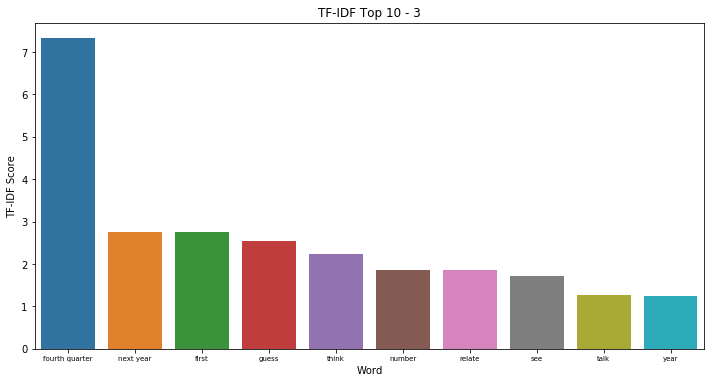 TF-IDF Top 10 - 3
TF-IDF Score
7
6
5
4
3
2
1
0
fourth quarter next year first guess think number relate see talk year
Word